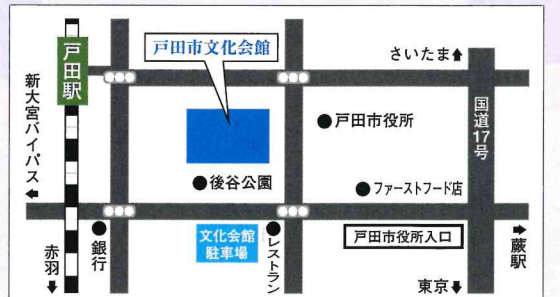 戸田市文化会館
さいたま
戸田駅
新大宮バイパス
国道17号
戸田市役所
後谷公園
ファーストフード店
銀行
文化会館
駐車場
レストラン
戸田市役所入口
蕨駅
赤羽
東京